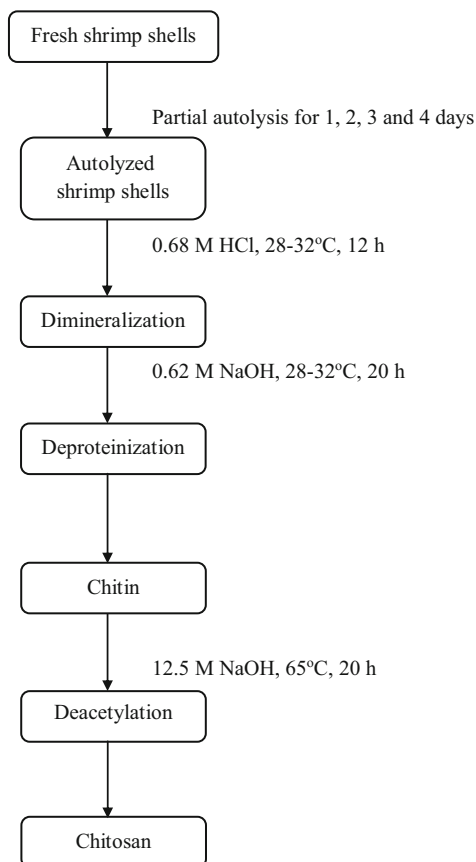 Fresh shrimp shells
Partial autolysis for 1, 2, 3 and 4 days
Autolyzed
shrimp shells
0.68 M HCl, 28-32ºC, 12 h
Dimineralization
0.62 M NaOH, 28-32ºC, 20 h
Deproteinization
Chitin
12.5 M NaOH, 65ºC, 20 h
Deacetylation
Chitosan